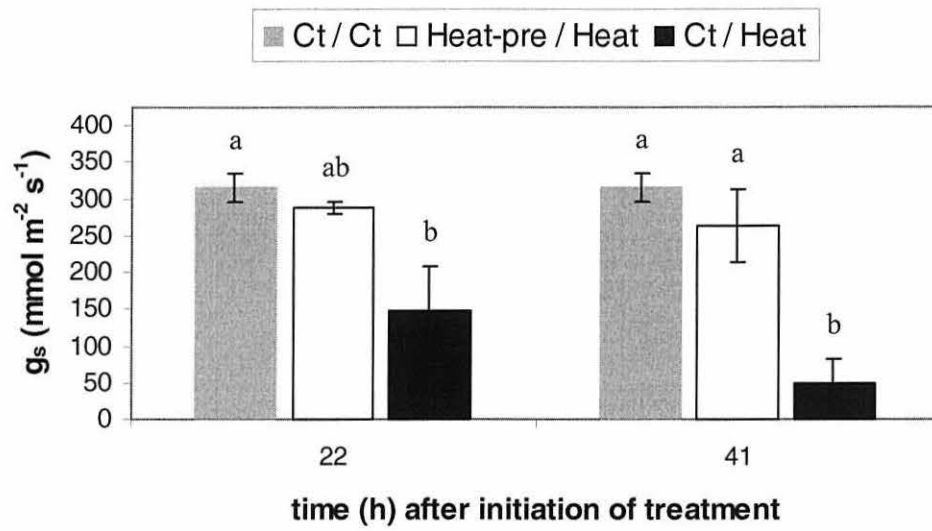 Ct / Ct Heat-pre / Heat Ct / Heat
400
350
300
250
200
150
100
50
0
gs (mmol m-2 s-1)
a
ab
b
a
a
b
22 41
time (h) after initiation of treatment